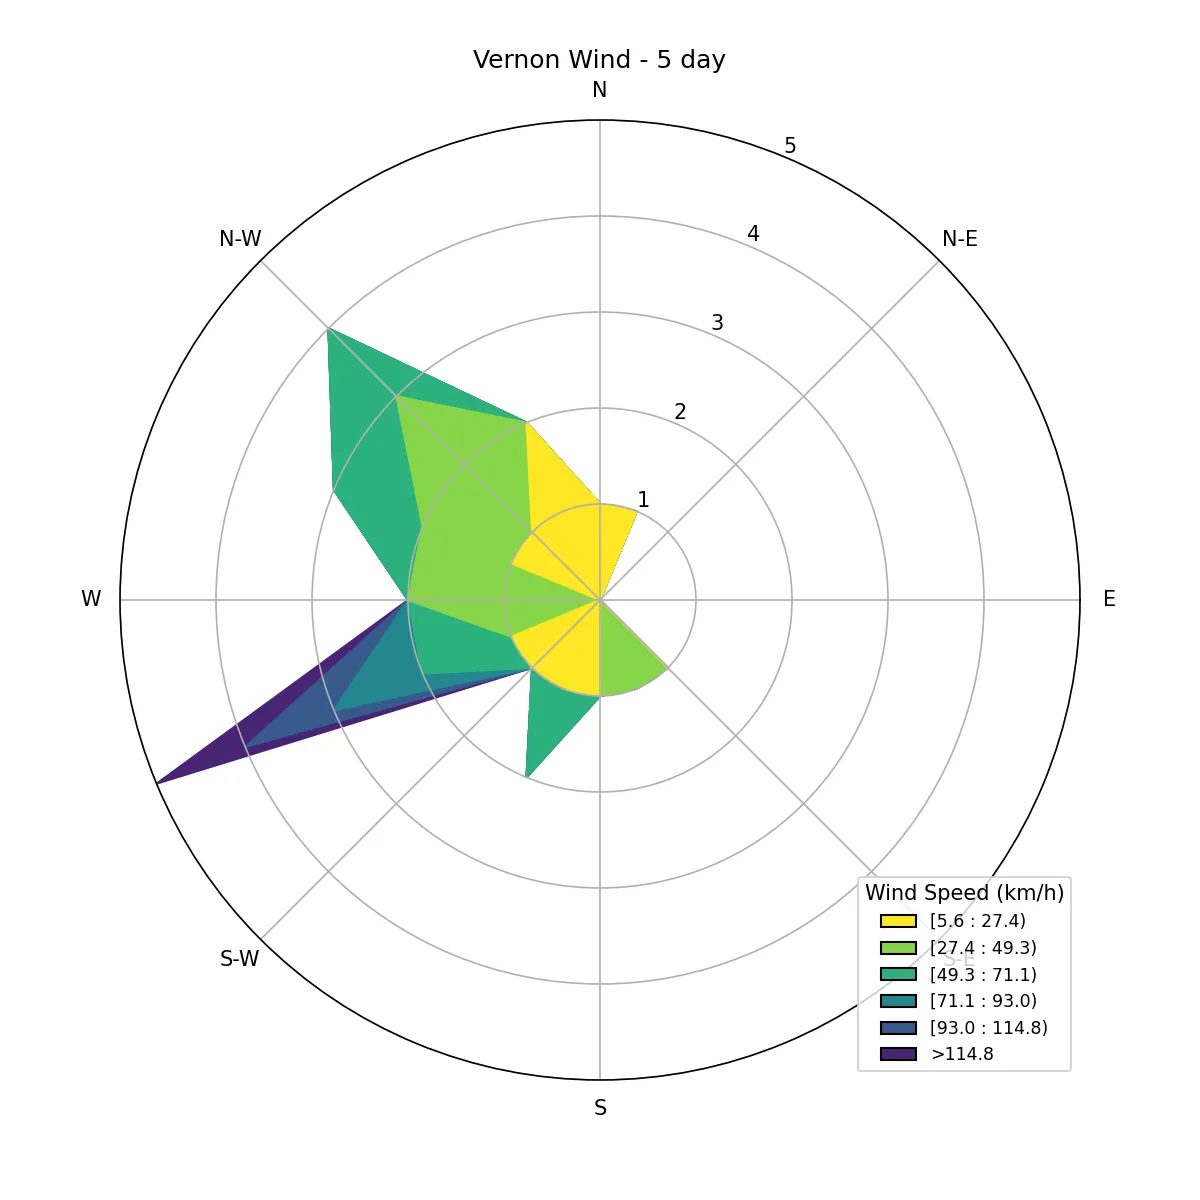 Vernon Wind - 5 day
N
5
N-W
4
N-E
3
2
1
W
E
Wind Speed (km/h)
[5.6 : 27.4)
[27.4 : 49.3)
S-W
S-E
[49.3 : 71.1)
[71.1 : 93.0)
[93.0 : 114.8)
>114.8
S